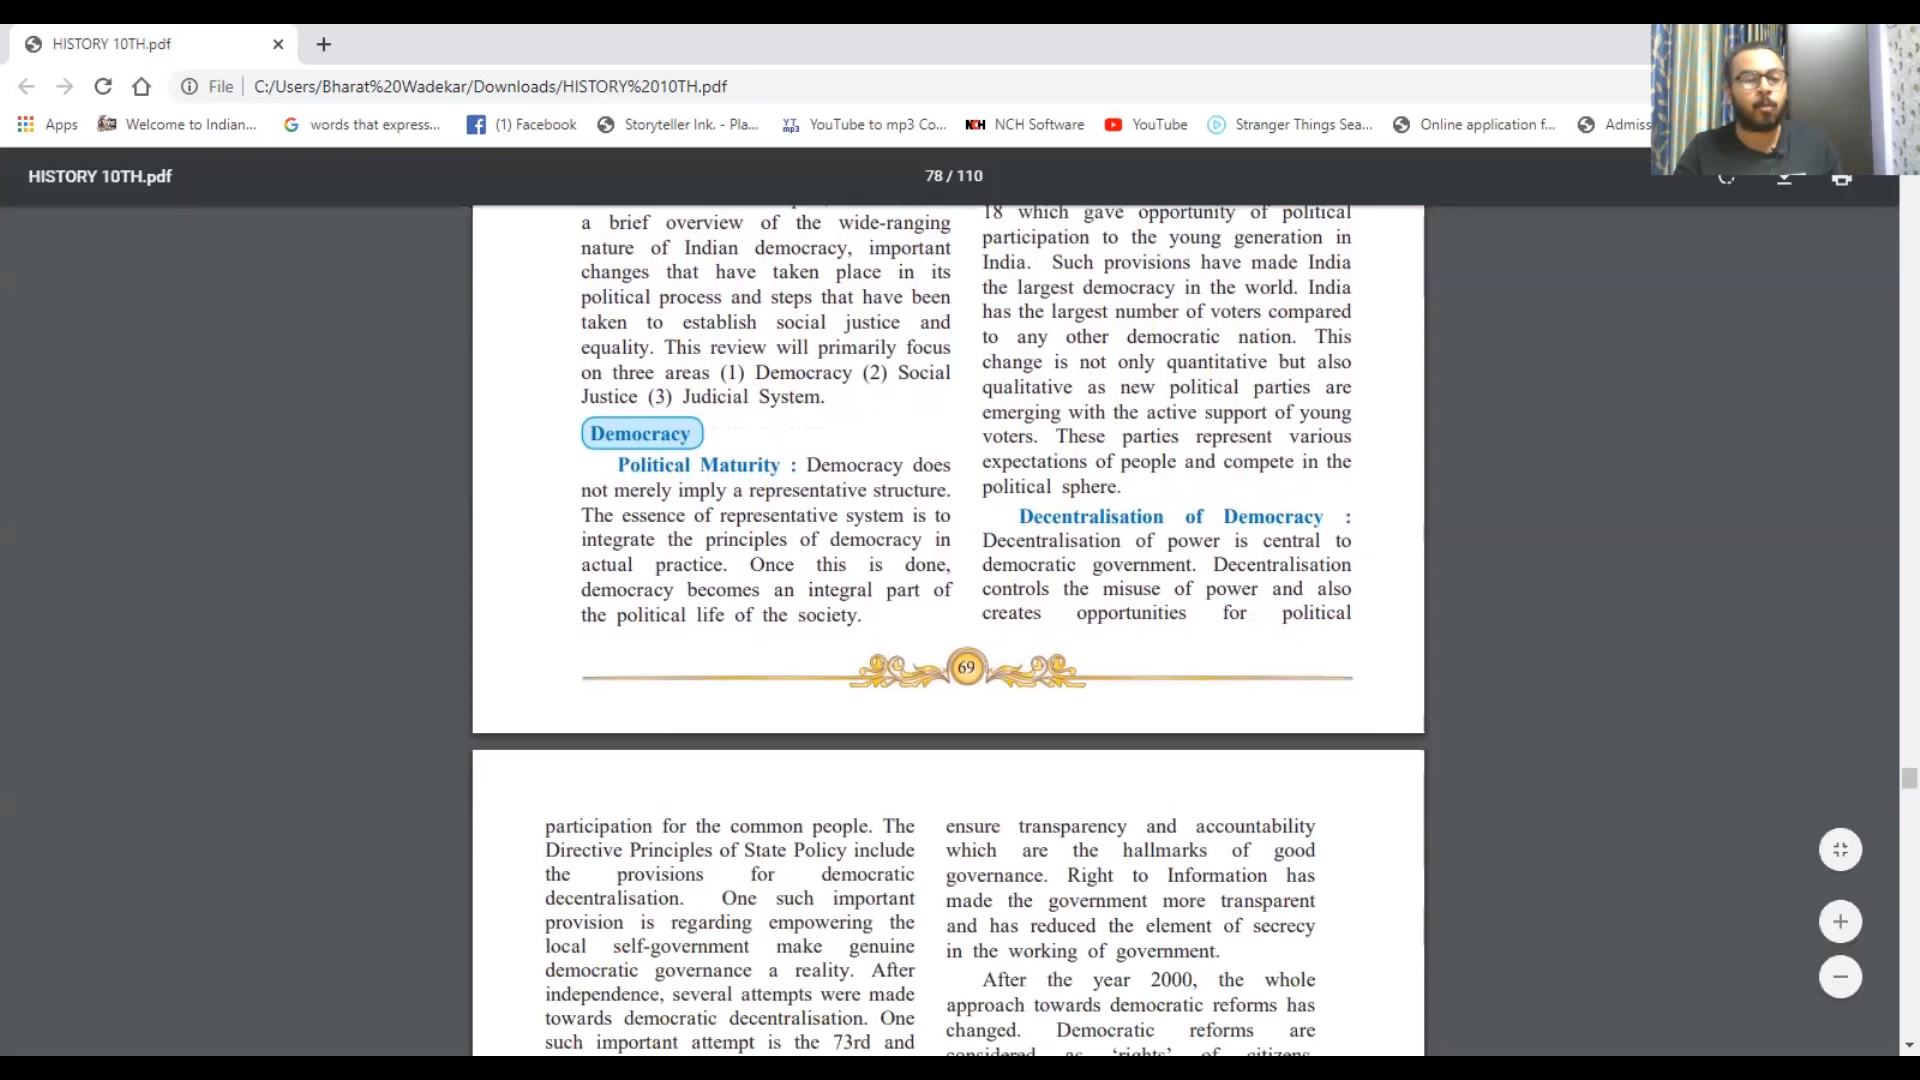 HISTORY 10TH.pdf
File
C:/Users/Bharat%20Wadekar/Downloads/HISTORY%2010TH.pdf
Apps
Welcome to Indian...
words that express...
(1) Facebook
Storyteller Ink. - Pla...
YT mp3
YouTube to mp3 Co...
NCH
NCH Software
YouTube
Stranger Things Sea...
Online application f...
Admiss
HISTORY 10TH.pdf
78 / 110
a brief overview of the wide-ranging
nature of Indian democracy, important
changes that have taken place in its
political process and steps that have been
taken to establish social justice and
equality. This review will primarily focus
on three areas (1) Democracy (2) Social
Justice (3) Judicial System.
Democracy
Political Maturity : Democracy does
not merely imply a representative structure.
The essence of representative system is to
integrate the principles of democracy in
actual practice. Once this is done,
democracy becomes an integral part of
the political life of the society.
18 which gave opportunity of political
participation to the young generation in
India. Such provisions have made India
the largest democracy in the world. India
has the largest number of voters compared
to any other democratic nation. This
change is not only quantitative but also
qualitative as new political parties are
emerging with the active support of young
voters. These parties represent various
expectations of people and compete in the
political sphere.
Decentralisation of Democracy :
Decentralisation of power is central to
democratic government. Decentralisation
controls the misuse of power and also
creates opportunities for political
69
participation for the common people. The
Directive Principles of State Policy include
the provisions for democratic
decentralisation. One such important
provision is regarding empowering the
local self-government make genuine
democratic governance a reality. After
independence, several attempts were made
towards democratic decentralisation. One
such important attempt is the 73rd and
ensure transparency and accountability
which are the hallmarks of good
governance. Right to Information has
made the government more transparent
and has reduced the element of secrecy
in the working of government.
After the year 2000, the whole
approach towards democratic reforms has
changed. Democratic reforms are
considered as 'rights' of citizens.